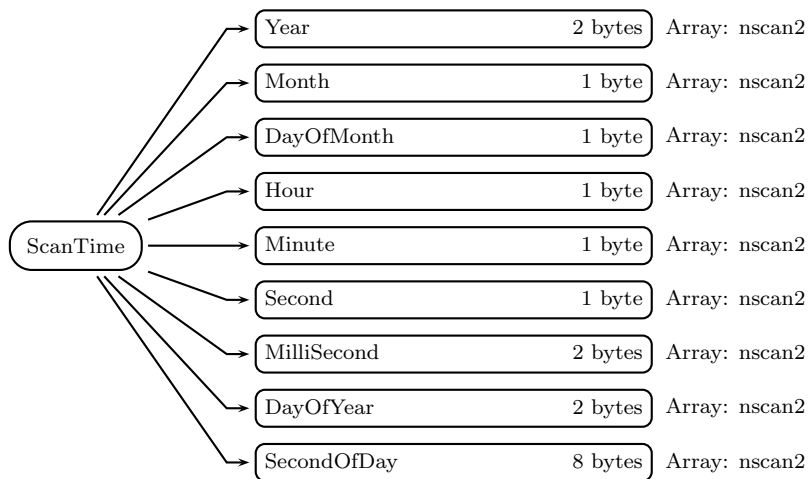 Year 2 bytes Array: nscan2
Month 1 byte Array: nscan2
DayOfMonth 1 byte Array: nscan2
Hour 1 byte Array: nscan2
ScanTime
Minute 1 byte Array: nscan2
Second 1 byte Array: nscan2
MilliSecond 2 bytes Array: nscan2
DayOfYear 2 bytes Array: nscan2
SecondOfDay 8 bytes Array: nscan2